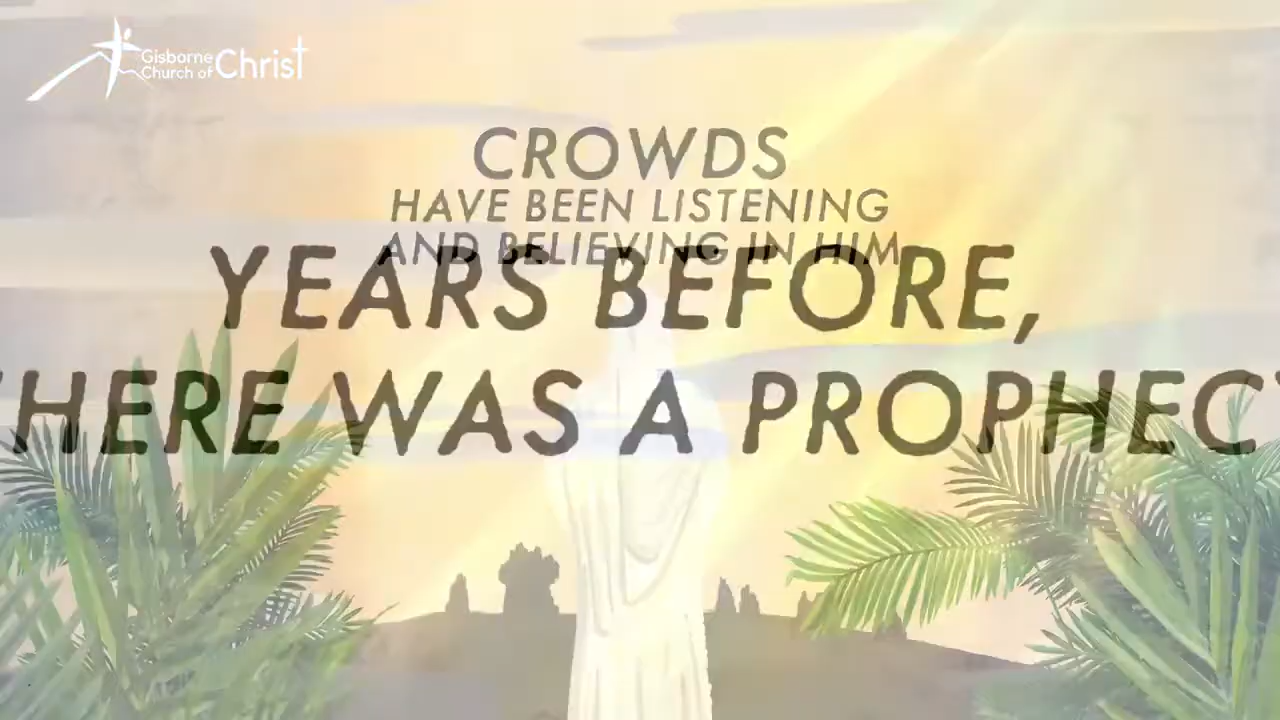 Gisborne
Church of Christ
CROWDS
HAVE BEEN LISTENING
AND BELIEVING IN HIM
YEARS BEFORE,
HERE WAS A PROPHEC